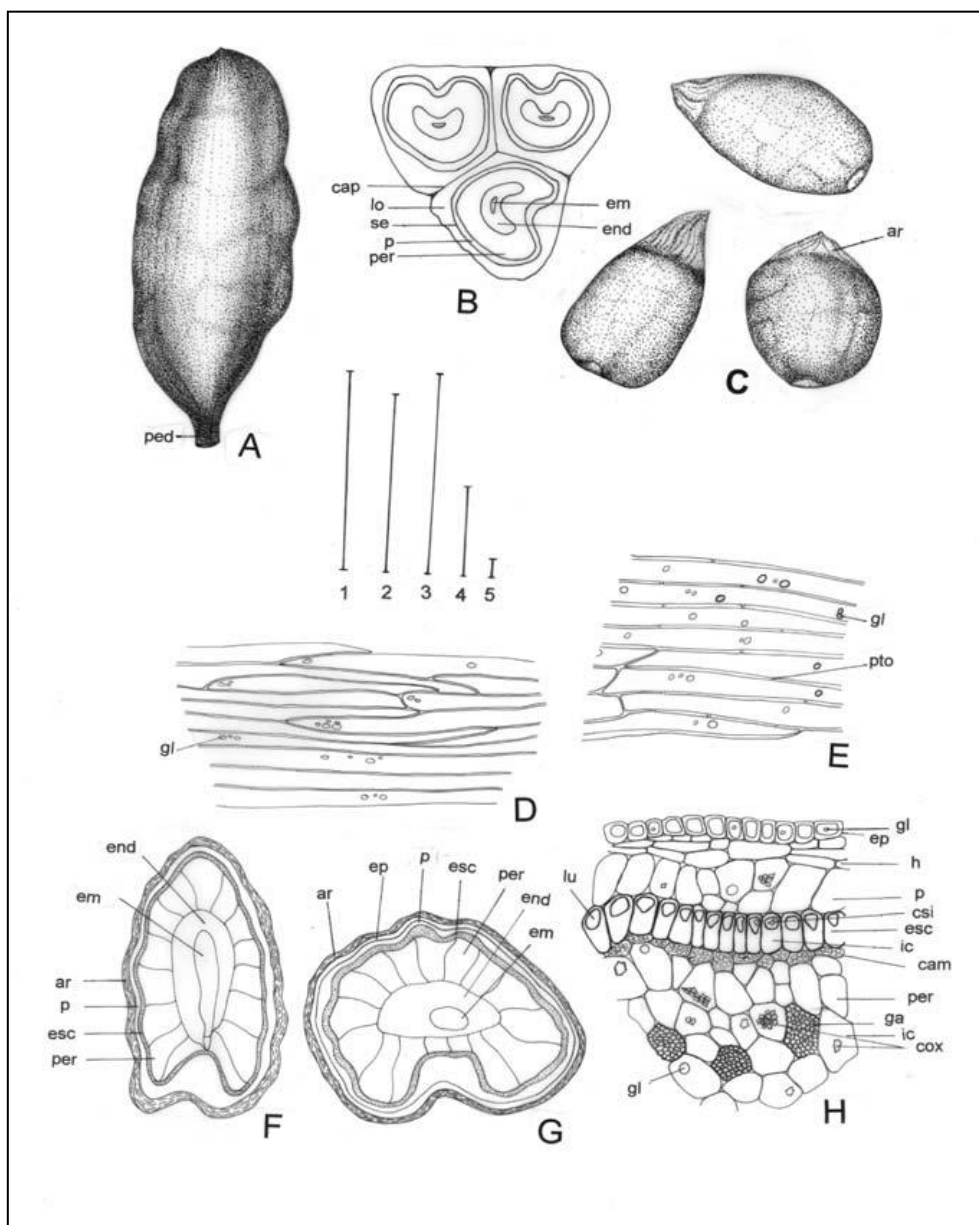 cap
lo
se
p
per
em
end
B
ar
C
ped
A
1 2 3 4 5
gl
pto
E
gl
D
end
em
ar
p
esc
per
F
ar
ep
p
esc
per
end
em
G
lu
gl
ep
h
p
csi
esc
ic
cam
per
ga
ic
cox
gl
H